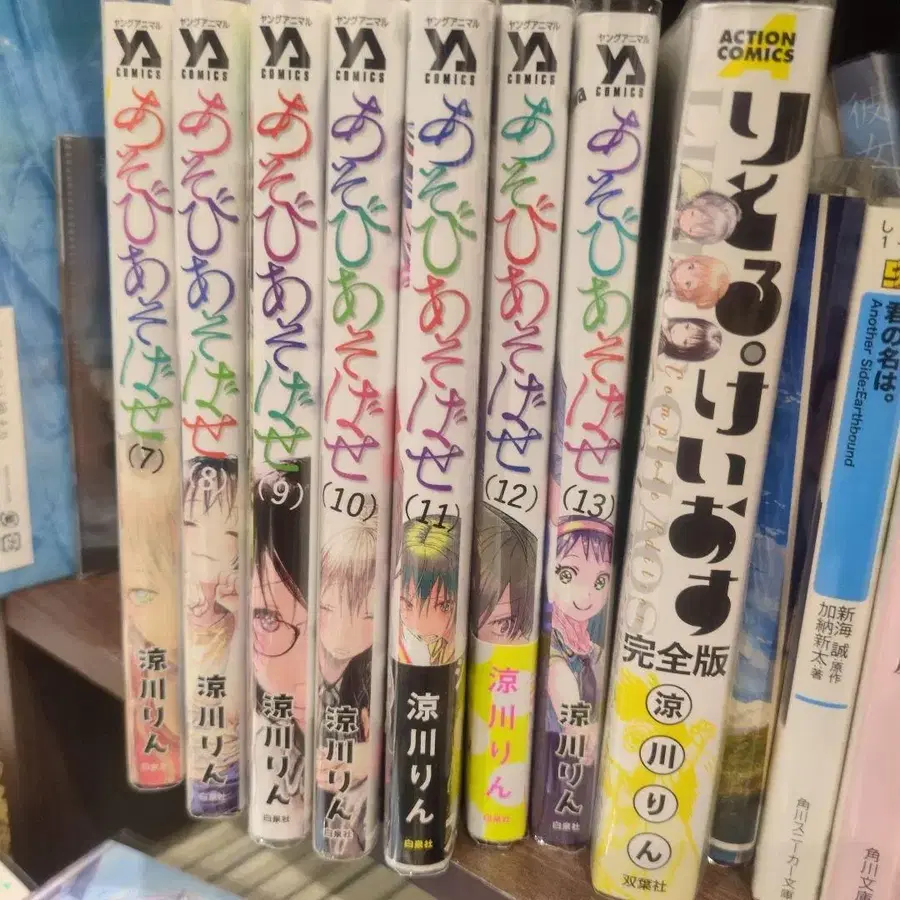 ヤングアニマル
YA
COMICS
あそびあそばせ
(7)
涼川りん
白泉社
ヤングアニマル
YA
COMICS
あそびあそばせ
(8)
涼川りん
白泉社
ヤングアニマル
YA
COMICS
あそびあそばせ
(9)
涼川りん
白泉社
ヤングアニマル
YA
COMICS
あそびあそばせ
(10)
涼川りん
白泉社
ヤングアニマル
YA
COMICS
あそびあそばせ
(11)
涼川りん
白泉社
ヤングアニマル
YA
COMICS
あそびあそばせ
(12)
涼川りん
白泉社
ヤングアニマル
YA
COMICS
あそびあそばせ
(13)
涼川りん
白泉社
ACTION
COMICS
りとる・けいおす
完全版
涼川りん
双葉社
彼女
君の名は。
Another Side:Earthbound
新海 誠 原作
加納新太 著
角川スニーカー文庫
角川文庫